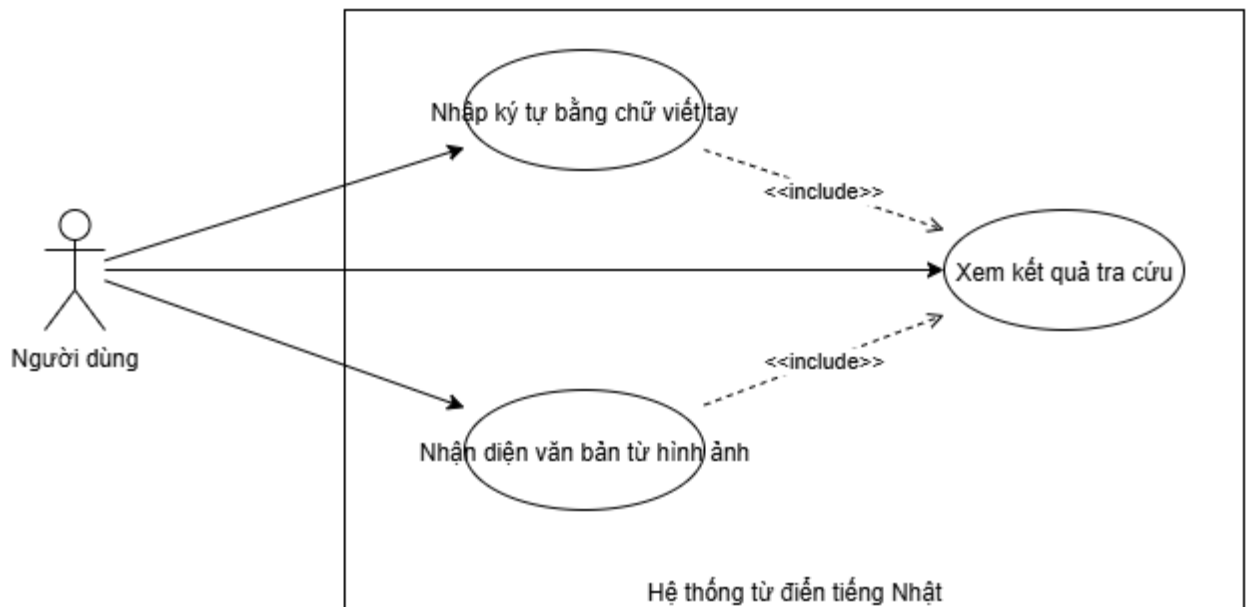 Nhập ký tự bằng chữ viết tay
<<include>>
Xem kết quả tra cứu
Người dùng
<<include>>
Nhận diện văn bản từ hình ảnh
Hệ thống từ điển tiếng Nhật